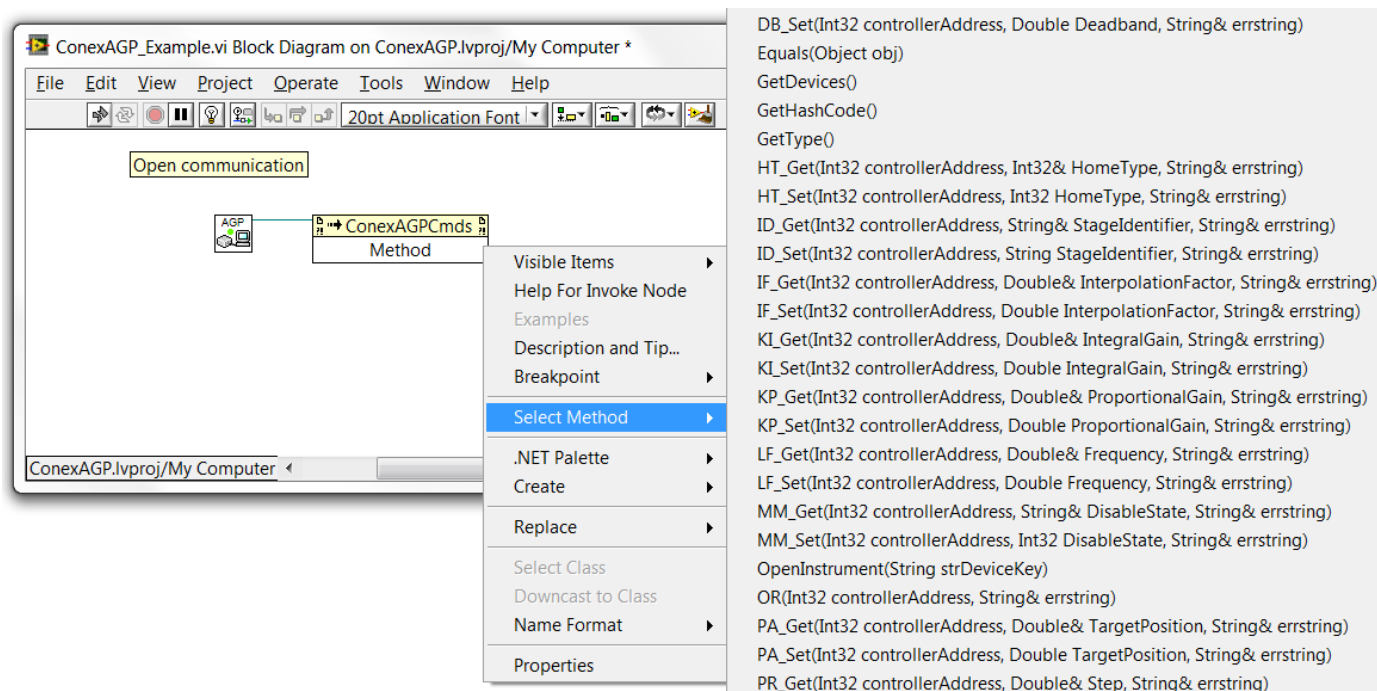 ConexAGP_Example.vi Block Diagram on ConexAGP.lvproj/My Computer *
File Edit View Project Operate Tools Window Help
20pt Application Font
Open communication
AGP
ConexAGPCmds
Method
ConexAGP.lvproj/My Computer
Visible Items
Help For Invoke Node
Examples
Description and Tip...
Breakpoint
Select Method
.NET Palette
Create
Replace
Select Class
Downcast to Class
Name Format
Properties
DB_Set(Int32 controllerAddress, Double Deadband, String& errstring)
Equals(Object obj)
GetDevices()
GetHashCode()
GetType()
HT_Get(Int32 controllerAddress, Int32& HomeType, String& errstring)
HT_Set(Int32 controllerAddress, Int32 HomeType, String& errstring)
ID_Get(Int32 controllerAddress, String& StageIdentifier, String& errstring)
ID_Set(Int32 controllerAddress, String StageIdentifier, String& errstring)
IF_Get(Int32 controllerAddress, Double& InterpolationFactor, String& errstring)
IF_Set(Int32 controllerAddress, Double InterpolationFactor, String& errstring)
KI_Get(Int32 controllerAddress, Double& IntegralGain, String& errstring)
KI_Set(Int32 controllerAddress, Double IntegralGain, String& errstring)
KP_Get(Int32 controllerAddress, Double& ProportionalGain, String& errstring)
KP_Set(Int32 controllerAddress, Double ProportionalGain, String& errstring)
LF_Get(Int32 controllerAddress, Double& Frequency, String& errstring)
LF_Set(Int32 controllerAddress, Double Frequency, String& errstring)
MM_Get(Int32 controllerAddress, String& DisableState, String& errstring)
MM_Set(Int32 controllerAddress, Int32 DisableState, String& errstring)
OpenInstrument(String strDeviceKey)
OR(Int32 controllerAddress, String& errstring)
PA_Get(Int32 controllerAddress, Double& TargetPosition, String& errstring)
PA_Set(Int32 controllerAddress, Double TargetPosition, String& errstring)
PR_Get(Int32 controllerAddress, Double& Step, String& errstring)